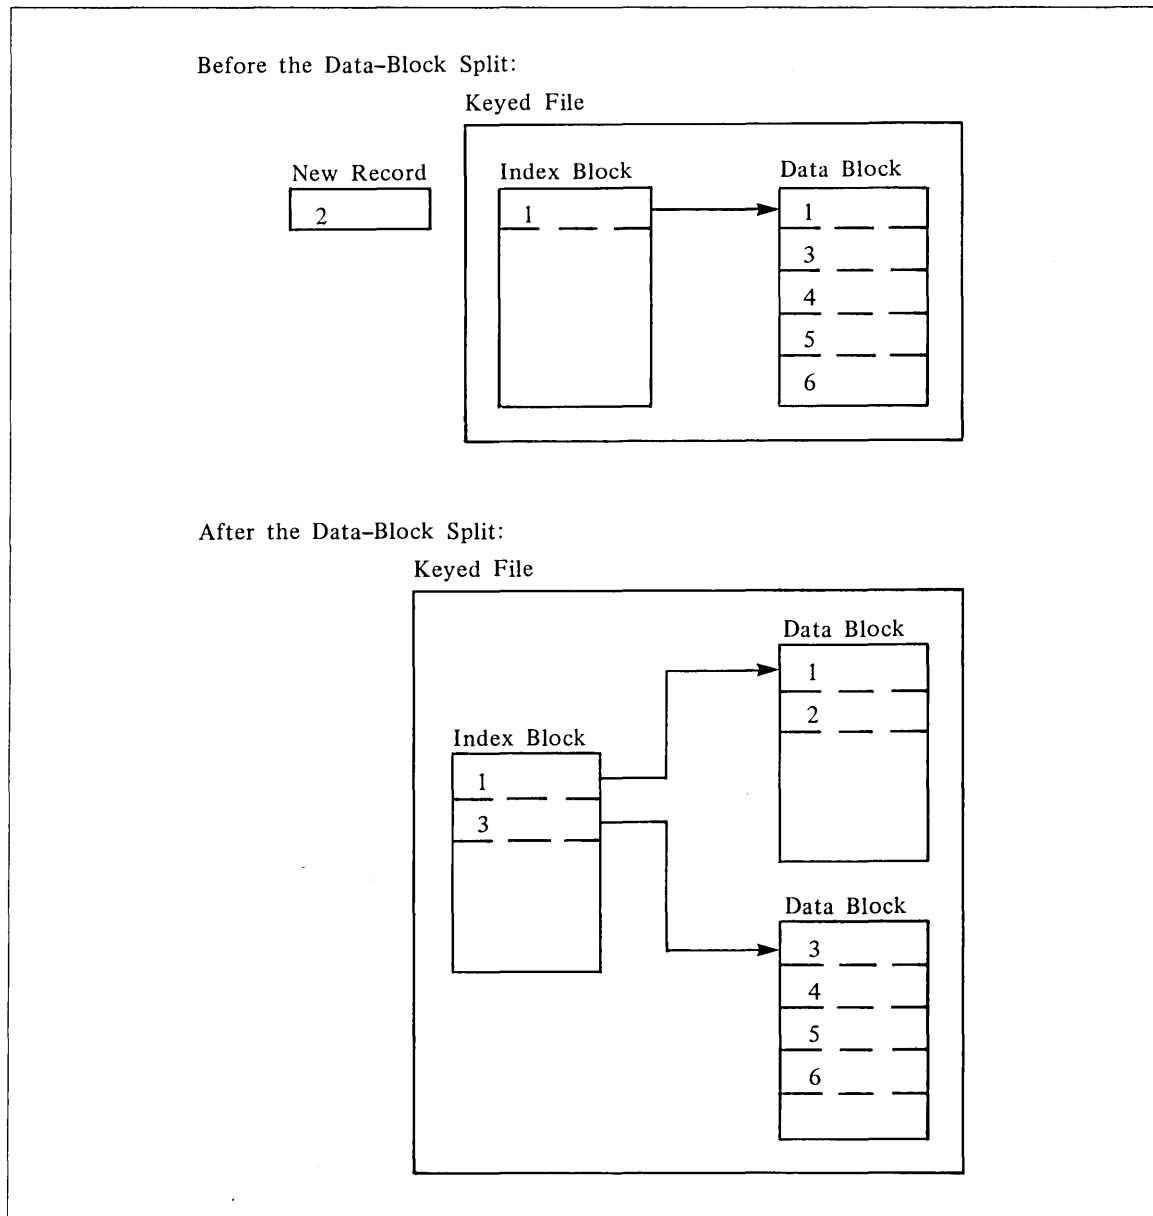 Before the Data-Block Split:
Keyed File
New Record
2
Index Block
1
Data Block
1
3
4
5
6
After the Data-Block Split:
Keyed File
Index Block
1
3
Data Block
1
2
Data Block
3
4
5
6